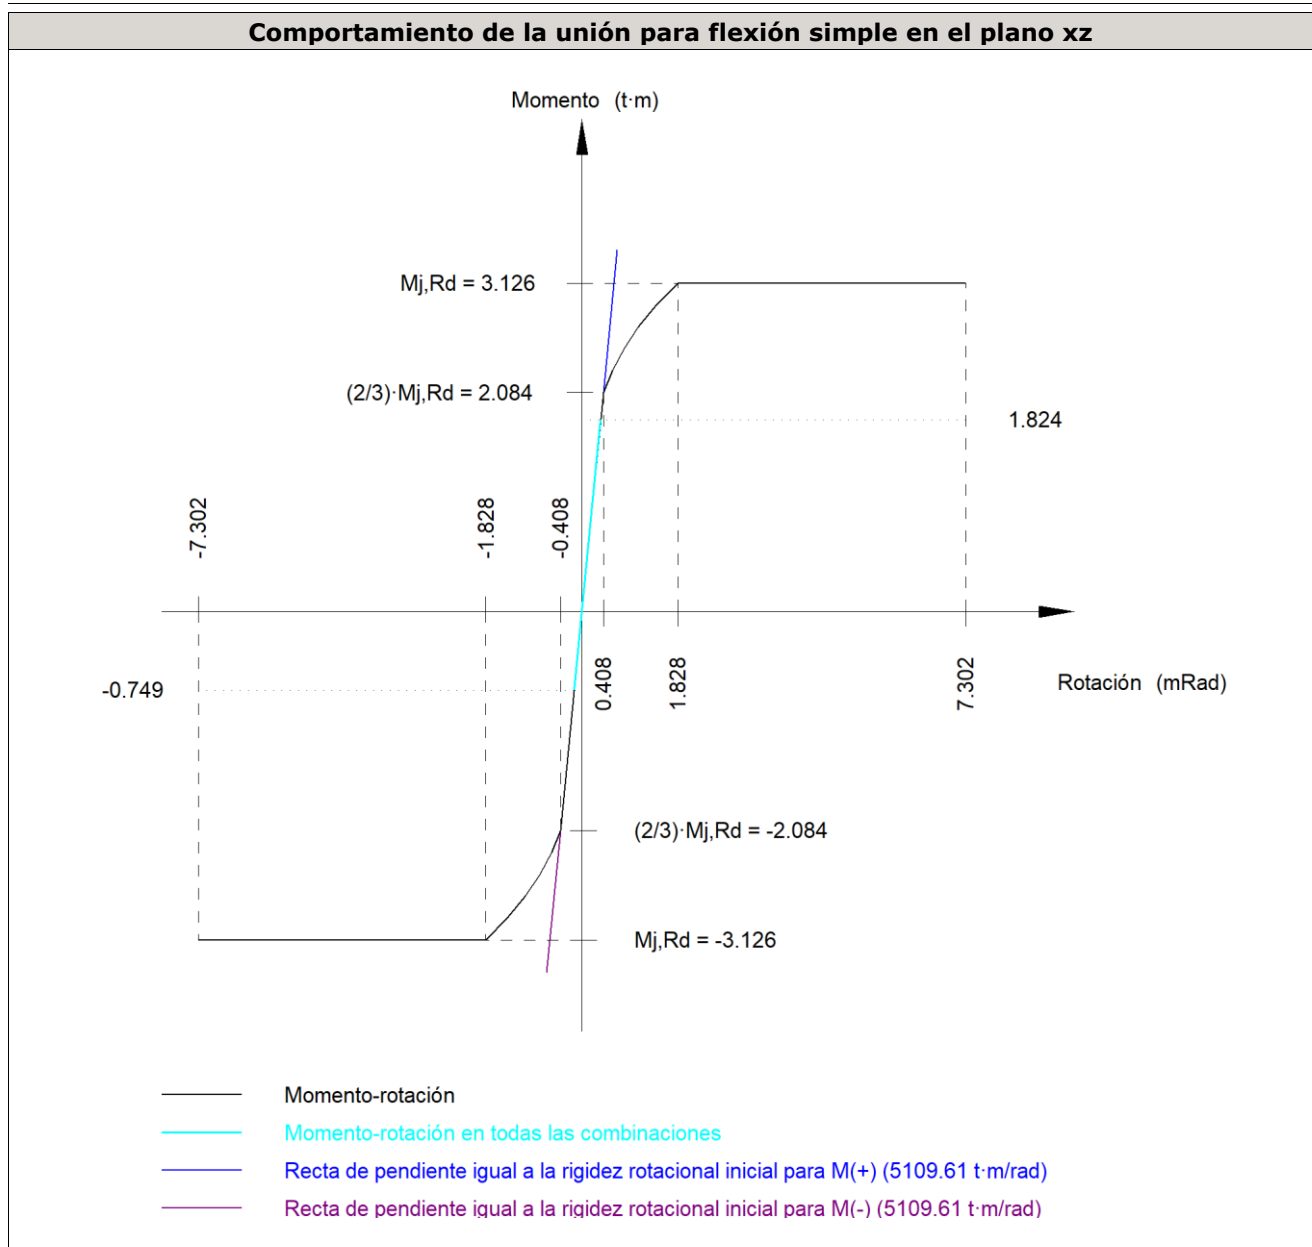 Comportamiento de la unión para flexión simple en el plano xz
Momento (t·m)
Mj,Rd = 3.126
(2/3)·Mj,Rd = 2.084
1.824
-7.302
-1.828
-0.408
0.408
1.828
7.302
Rotación (mRad)
-0.749
(2/3)·Mj,Rd = -2.084
Mj,Rd = -3.126
Momento-rotación
Momento-rotación en todas las combinaciones
Recta de pendiente igual a la rigidez rotacional inicial para M(+) (5109.61 t·m/rad)
Recta de pendiente igual a la rigidez rotacional inicial para M(-) (5109.61 t·m/rad)